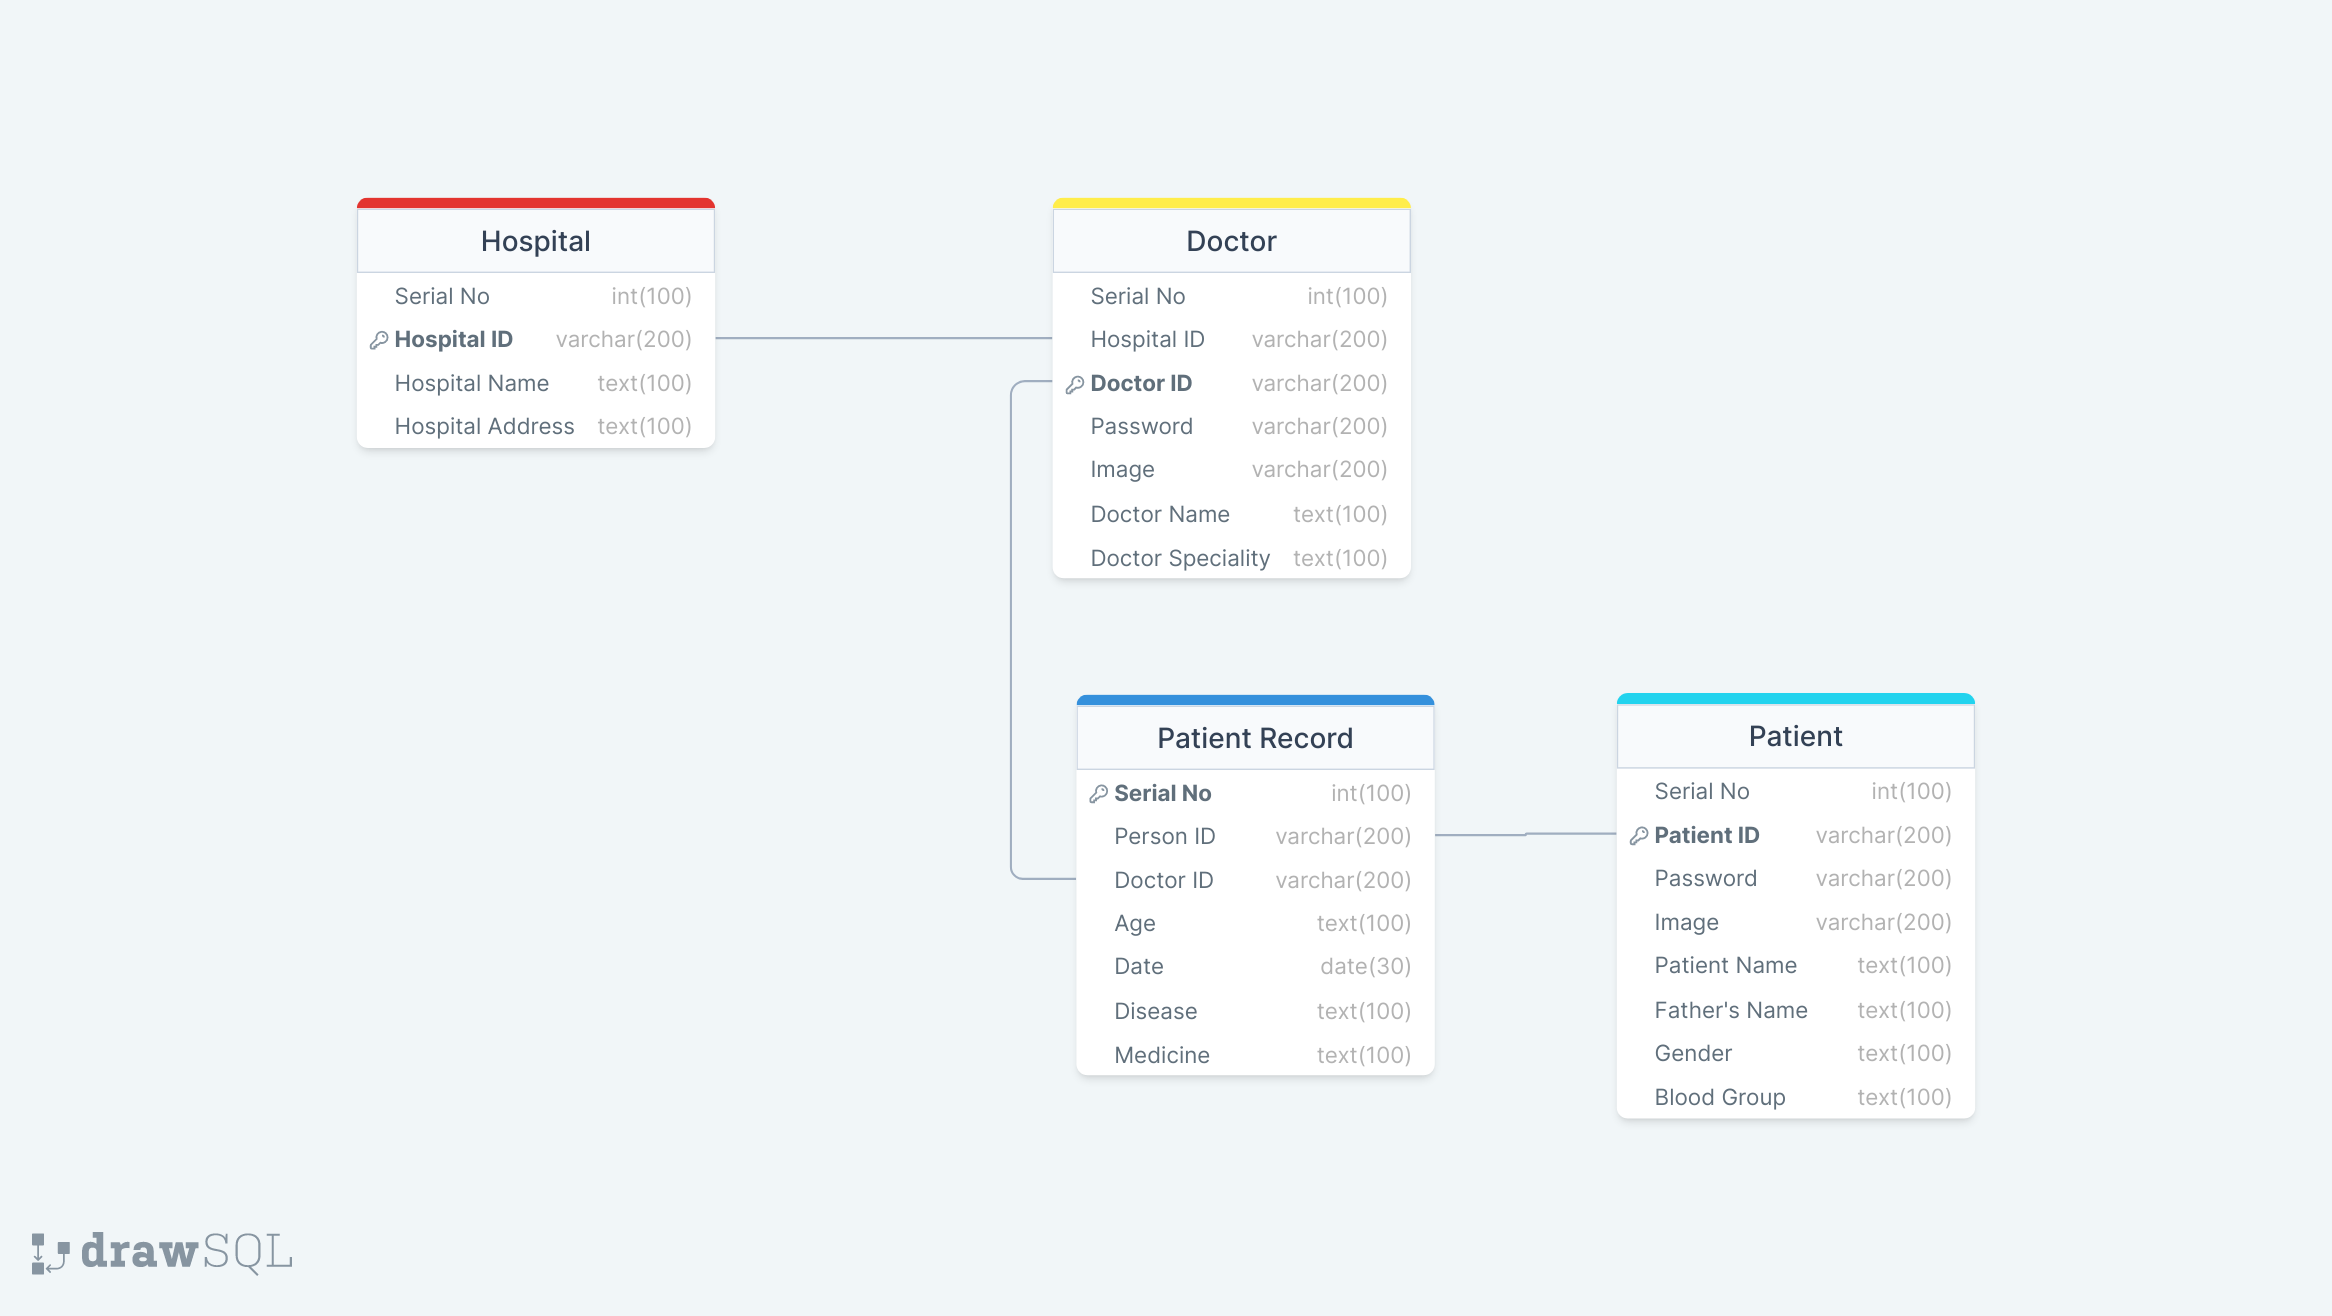 Hospital
Serial No int(100)
Hospital ID varchar(200)
Hospital Name text(100)
Hospital Address text(100)
Doctor
Serial No int(100)
Hospital ID varchar(200)
Doctor ID varchar(200)
Password varchar(200)
Image varchar(200)
Doctor Name text(100)
Doctor Speciality text(100)
Patient Record
Serial No int(100)
Person ID varchar(200)
Doctor ID varchar(200)
Age text(100)
Date date(30)
Disease text(100)
Medicine text(100)
Patient
Serial No int(100)
Patient ID varchar(200)
Password varchar(200)
Image varchar(200)
Patient Name text(100)
Father's Name text(100)
Gender text(100)
Blood Group text(100)
drawSQL